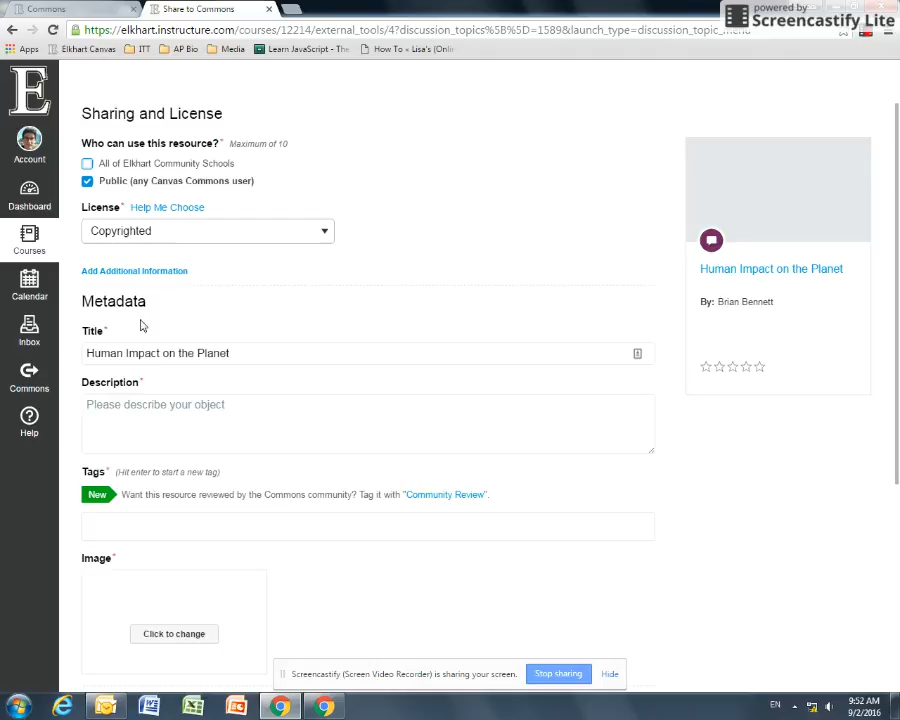 Commons
Share to Commons
powered by
Screencastify Lite
https://elkhart.instructure.com/courses/12214/external_tools/4?discussion_topics%5B%5D=15898&launch_type=discussion_topic_menu
Apps
Elkhart Canvas
ITT
AP Bio
Media
Learn JavaScript - The
How To « Lisa's (Onlin
E
Account
Dashboard
Courses
Calendar
Inbox
Commons
Help
Sharing and License
Who can use this resource?* Maximum of 10
All of Elkhart Community Schools
Public (any Canvas Commons user)
License* Help Me Choose
Copyrighted
Add Additional Information
Metadata
Title*
Human Impact on the Planet
Description*
Please describe your object
Tags* (Hit enter to start a new tag)
New Want this resource reviewed by the Commons community? Tag it with "Community Review".
Image*
Click to change
Human Impact on the Planet
By: Brian Bennett
Screencastify (Screen Video Recorder) is sharing your screen.
Stop sharing
Hide
EN
9:52 AM
9/2/2016